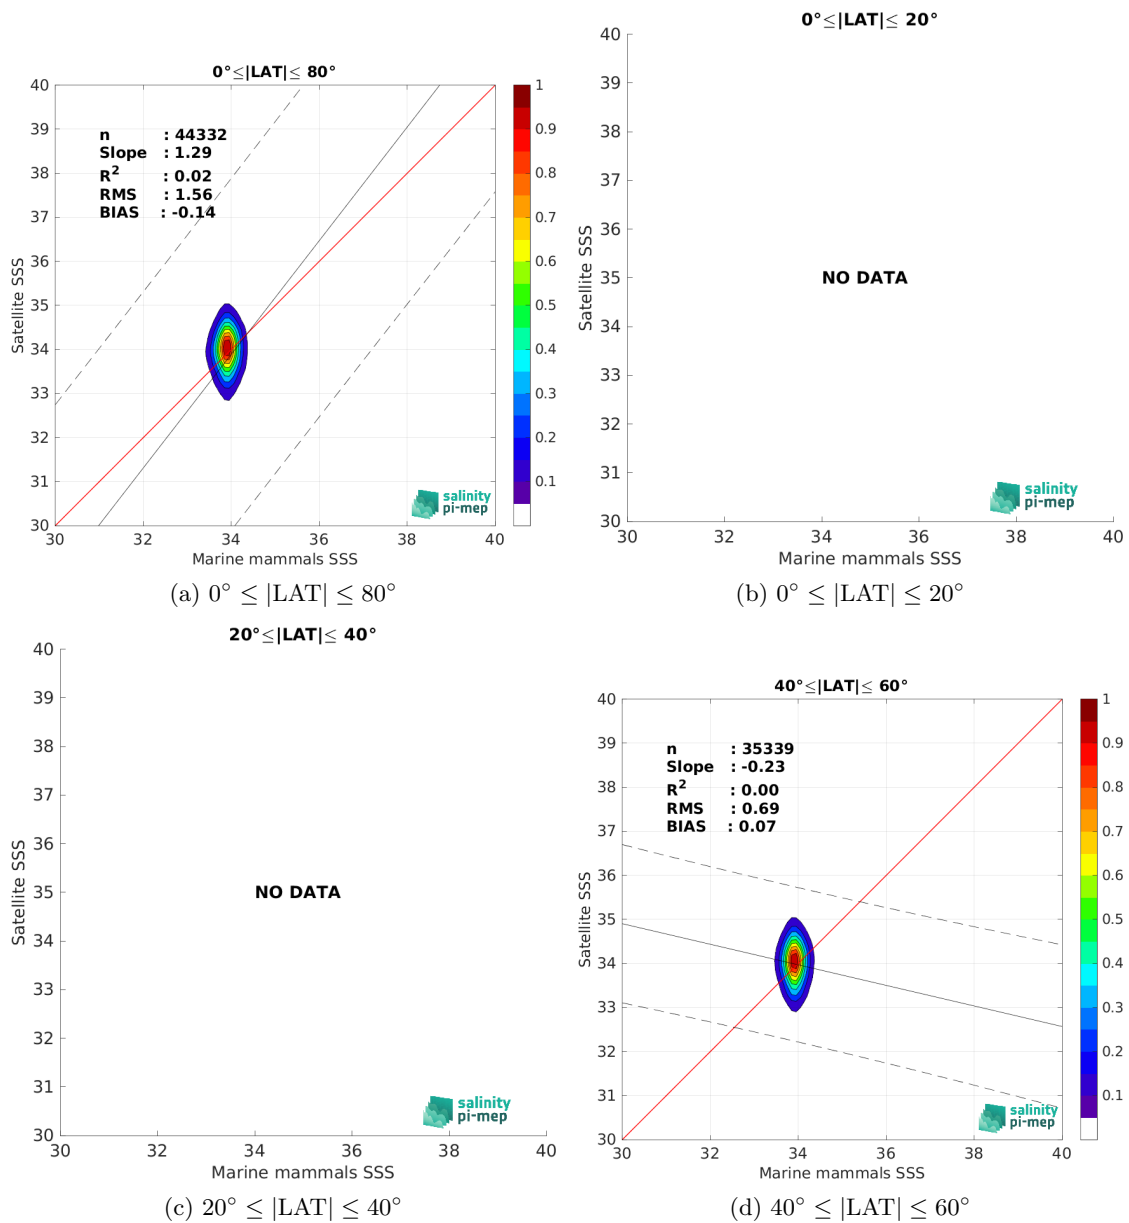 0°≤|LAT|≤ 80°
40
39
38
37
36
35
34
33
32
31
30
n : 44332
Slope : 1.29
R2 : 0.02
RMS : 1.56
BIAS : -0.14
Satellite SSS
30 32 34 36 38 40
Marine mammals SSS
1
0.9
0.8
0.7
0.6
0.5
0.4
0.3
0.2
0.1
salinity
pi-mep
(a) 0° ≤ |LAT| ≤ 80°
0°≤|LAT|≤ 20°
40
39
38
37
36
35
34
33
32
31
30
Satellite SSS
NO DATA
30 32 34 36 38 40
Marine mammals SSS
salinity
pi-mep
(b) 0° ≤ |LAT| ≤ 20°
20°≤|LAT|≤ 40°
40
39
38
37
36
35
34
33
32
31
30
Satellite SSS
NO DATA
30 32 34 36 38 40
Marine mammals SSS
salinity
pi-mep
(c) 20° ≤ |LAT| ≤ 40°
40°≤|LAT|≤ 60°
40
39
38
37
36
35
34
33
32
31
30
n : 35339
Slope : -0.23
R2 : 0.00
RMS : 0.69
BIAS : 0.07
Satellite SSS
30 32 34 36 38 40
Marine mammals SSS
1
0.9
0.8
0.7
0.6
0.5
0.4
0.3
0.2
0.1
salinity
pi-mep
(d) 40° ≤ |LAT| ≤ 60°